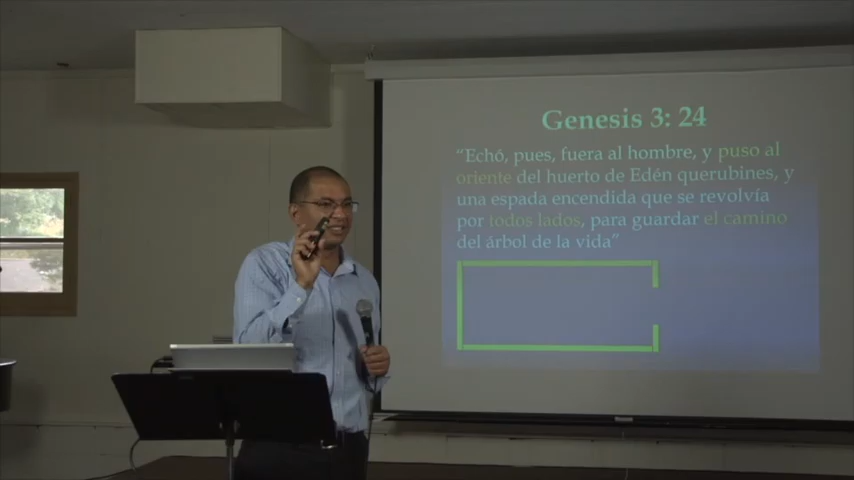 Genesis 3: 24
“Echó, pues, fuera al hombre, y puso al
oriente del huerto de Edén querubines, y
una espada encendida que se revolvía
por todos lados, para guardar el camino
del árbol de la vida”